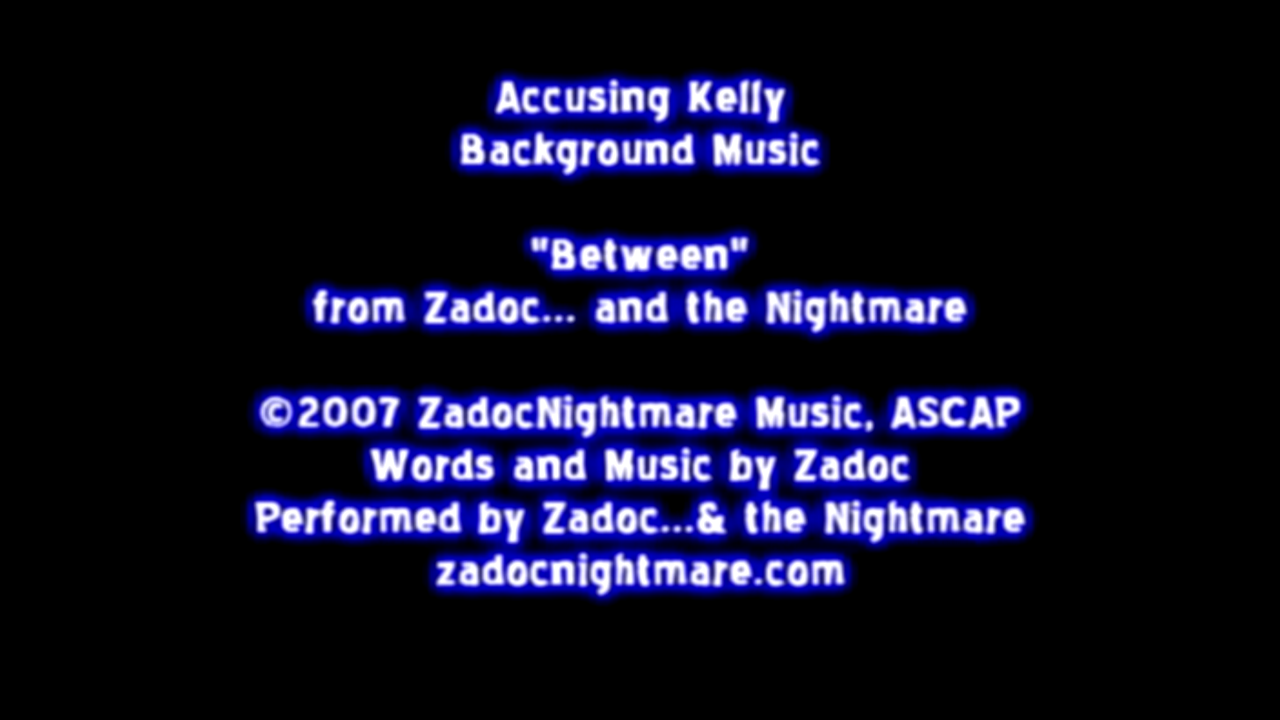 Accusing Kelly
Background Music
"Between"
from Zadoc... and the Nightmare
©2007 ZadocNightmare Music, ASCAP
Words and Music by Zadoc
Performed by Zadoc...& the Nightmare
zadocnightmare.com